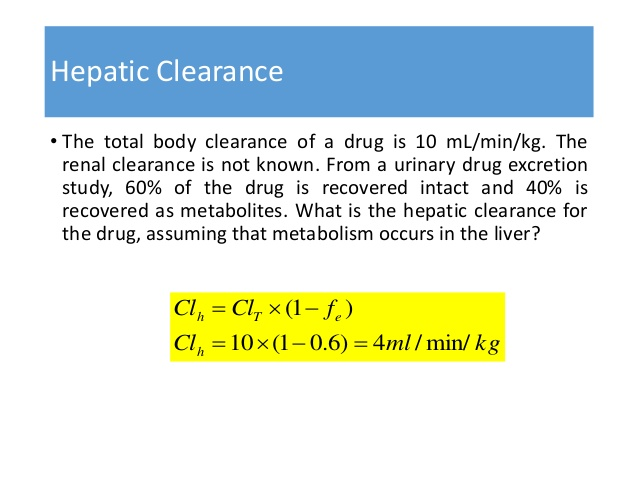 Hepatic Clearance
• The total body clearance of a drug is 10 mL/min/kg. The
renal clearance is not known. From a urinary drug excretion
study, 60% of the drug is recovered intact and 40% is
recovered as metabolites. What is the hepatic clearance for
the drug, assuming that metabolism occurs in the liver?
Cl_h = Cl_T × (1 − f_e)
Cl_h = 10 × (1 − 0.6) = 4ml / min/ kg